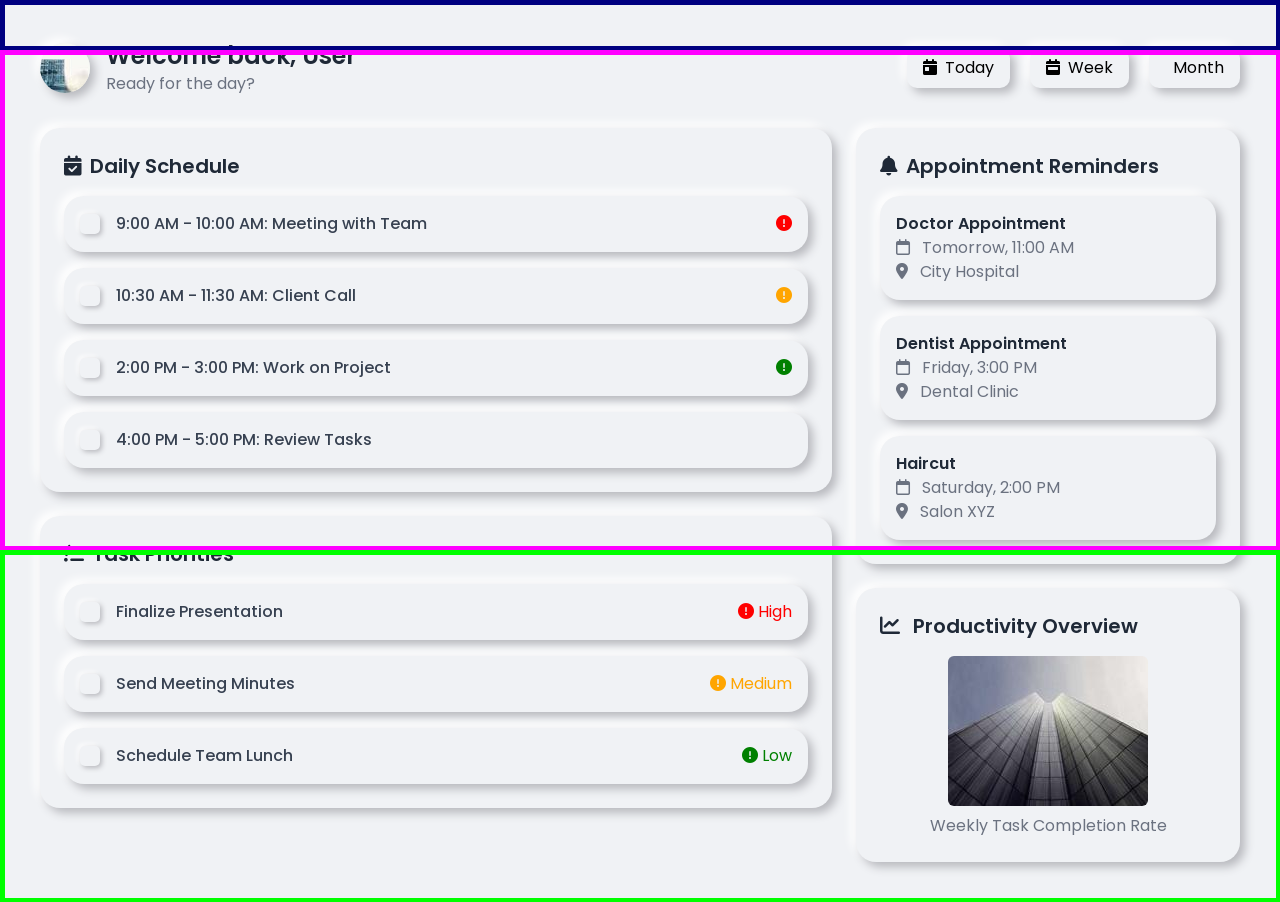 Welcome back, user
Ready for the day?
Today
Week
Month
Daily Schedule
9:00 AM - 10:00 AM: Meeting with Team
10:30 AM - 11:30 AM: Client Call
2:00 PM - 3:00 PM: Work on Project
4:00 PM - 5:00 PM: Review Tasks
Appointment Reminders
Doctor Appointment
Tomorrow, 11:00 AM
City Hospital
Dentist Appointment
Friday, 3:00 PM
Dental Clinic
Haircut
Saturday, 2:00 PM
Salon XYZ
Task Priorities
Finalize Presentation
High
Send Meeting Minutes
Medium
Schedule Team Lunch
Low
Productivity Overview
Weekly Task Completion Rate